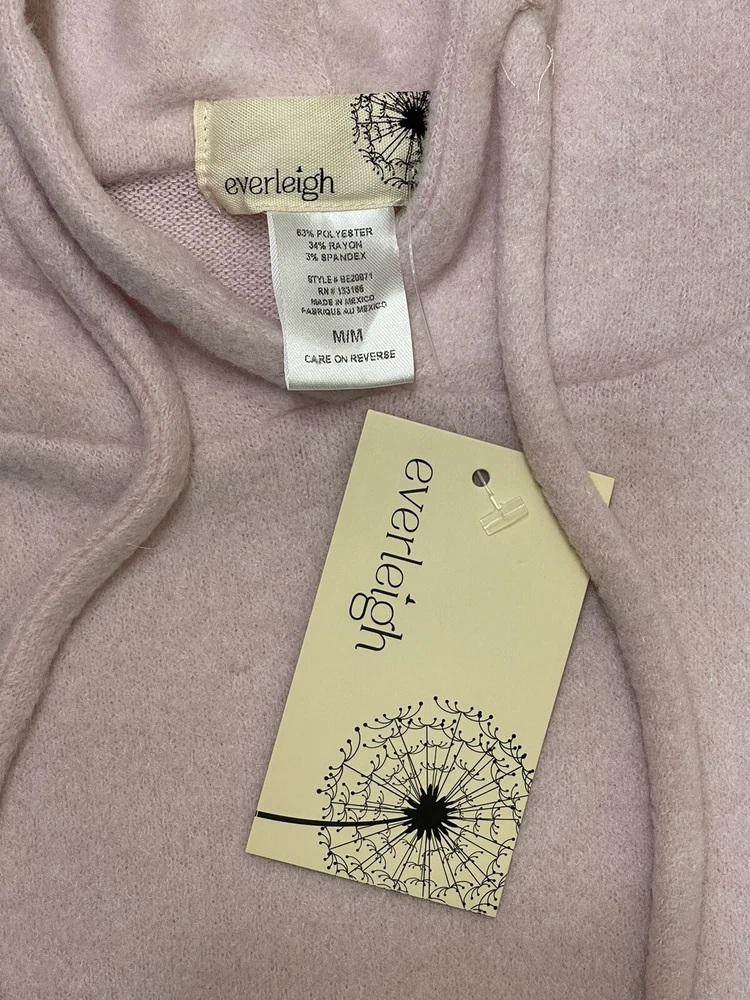 everleigh
63% POLYESTER
34% RAYON
3% SPANDEX
STYLE # BE20871
RN # 133186
MADE IN MEXICO
FABRIQUE AU MEXICO
M/M
CARE ON REVERSE
everleigh